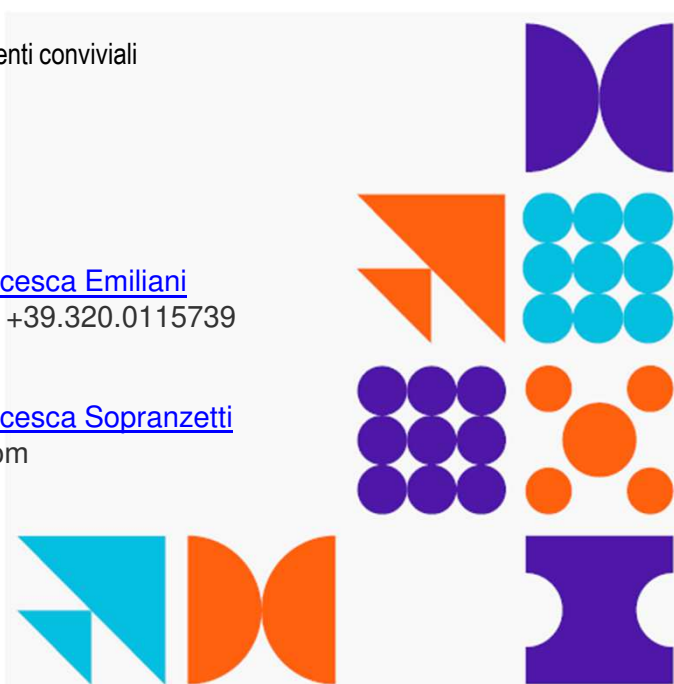 enti conviviali
cesca Emiliani
+39.320.0115739
cesca Sopranzetti
om